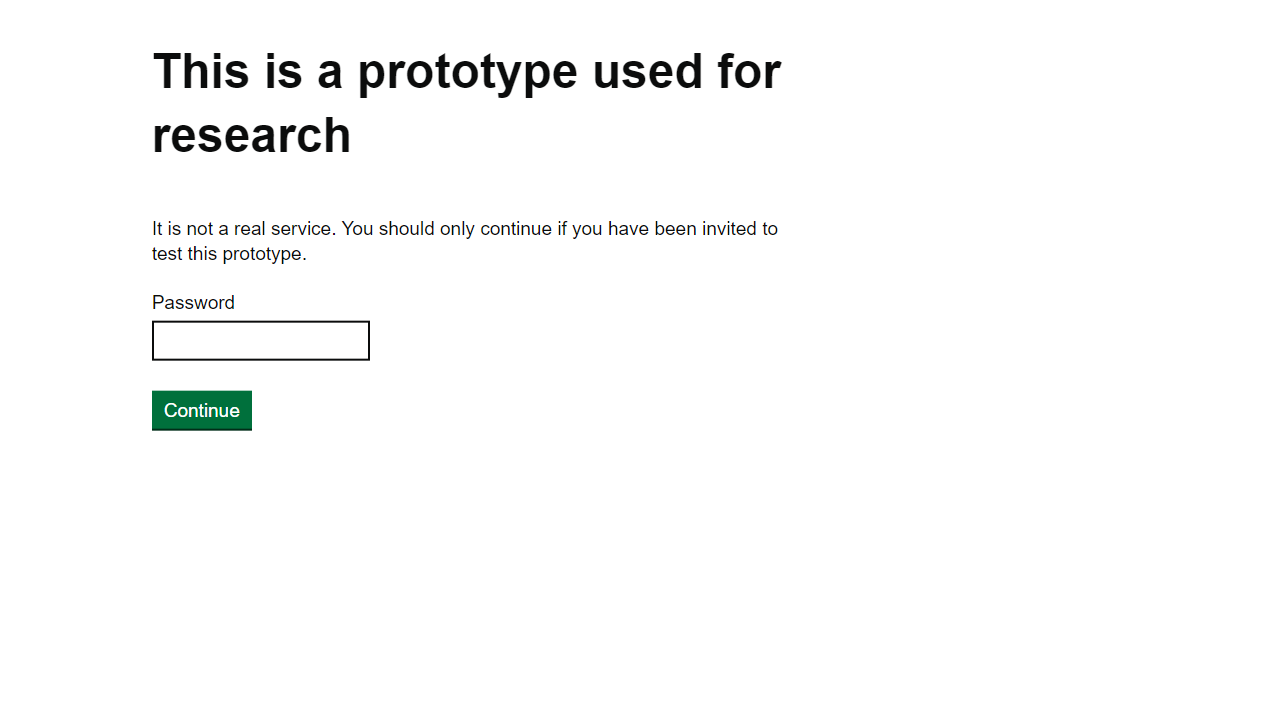 This is a prototype used for
research
It is not a real service. You should only continue if you have been invited to
test this prototype.
Password
Continue